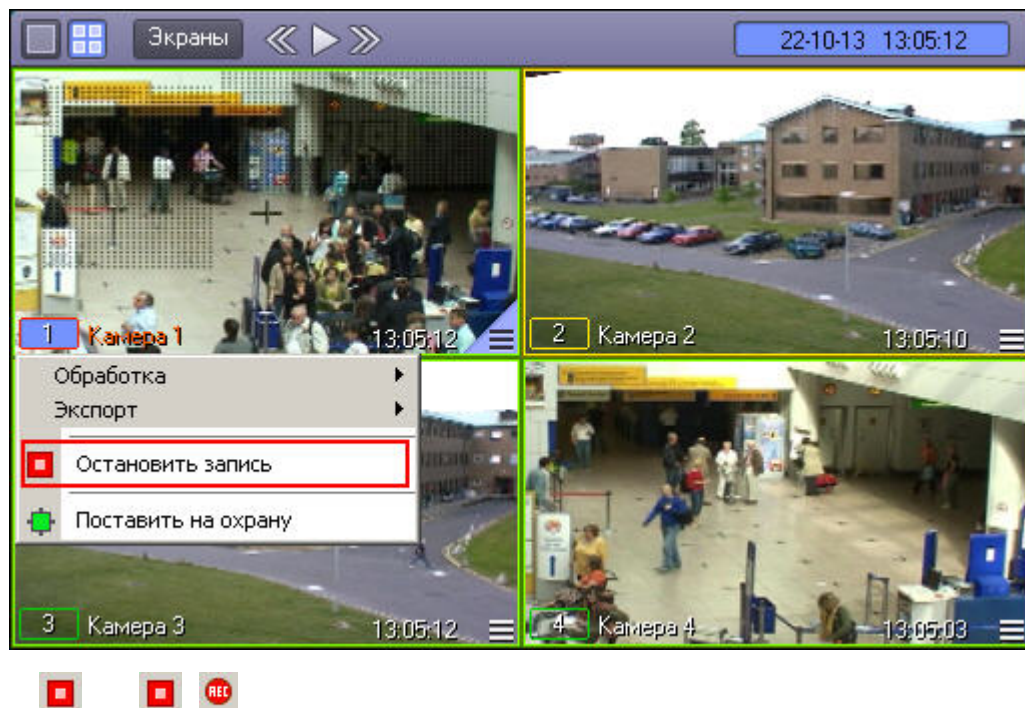 Экраны 22-10-13 13:05:12
1 Камера 1 13:05:12
2 Камера 2 13:05:10
Обработка
Экспорт
Остановить запись
Поставить на охрану
3 Камера 3 13:05:12
4 Камера 4 13:05:03
REC